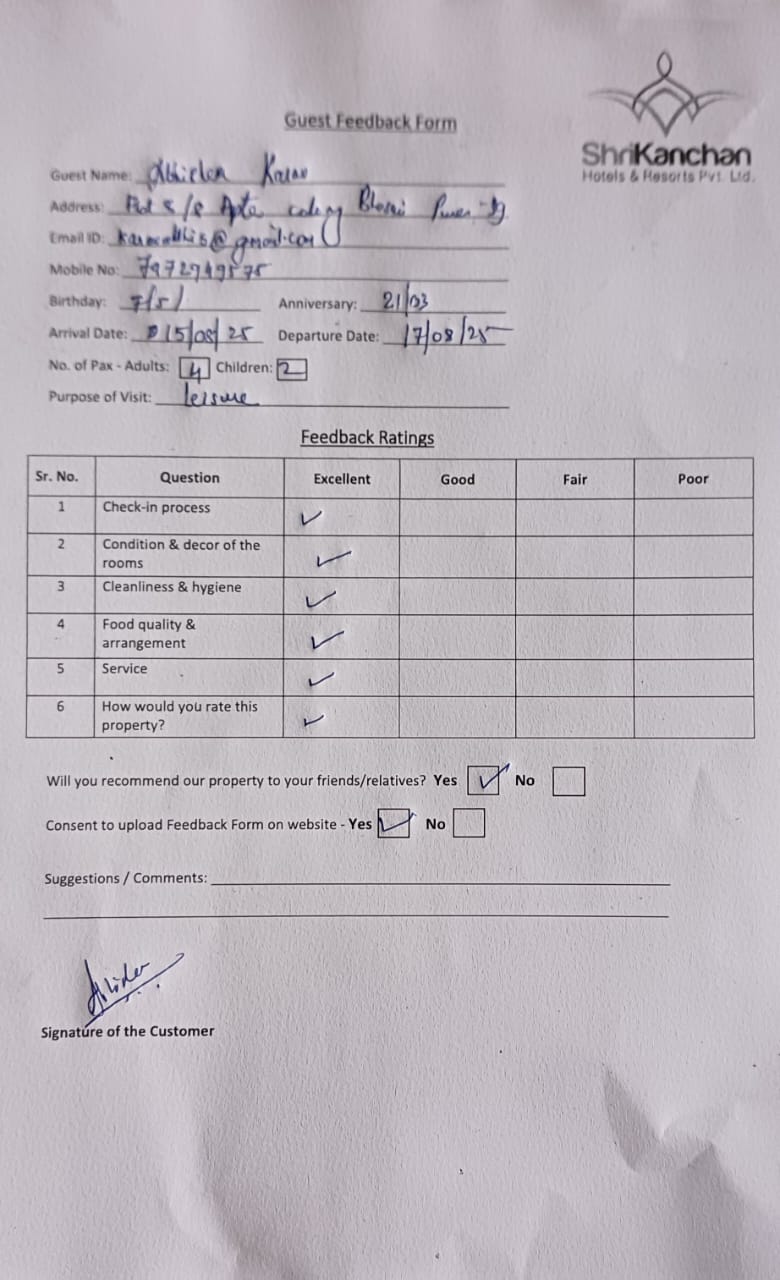 Guest Feedback Form
ShriKanchan
Hotels & Resorts Pvt. Ltd.
Guest Name:
Address:
Email ID: @gmail.com
Mobile No: 7972949575
Birthday: 7/5/ Anniversary: 21/03
Arrival Date: 15/08/25 Departure Date: 17/08/25
No. of Pax - Adults: 4 Children: 2
Purpose of Visit: leisure
Feedback Ratings
Sr. No. Question Excellent Good Fair Poor
1 Check-in process ✓
2 Condition & decor of the
rooms ✓
3 Cleanliness & hygiene ✓
4 Food quality &
arrangement ✓
5 Service ✓
6 How would you rate this
property? ✓
Will you recommend our property to your friends/relatives? Yes ✓ No
Consent to upload Feedback Form on website - Yes ✓ No
Suggestions / Comments:
Signature of the Customer